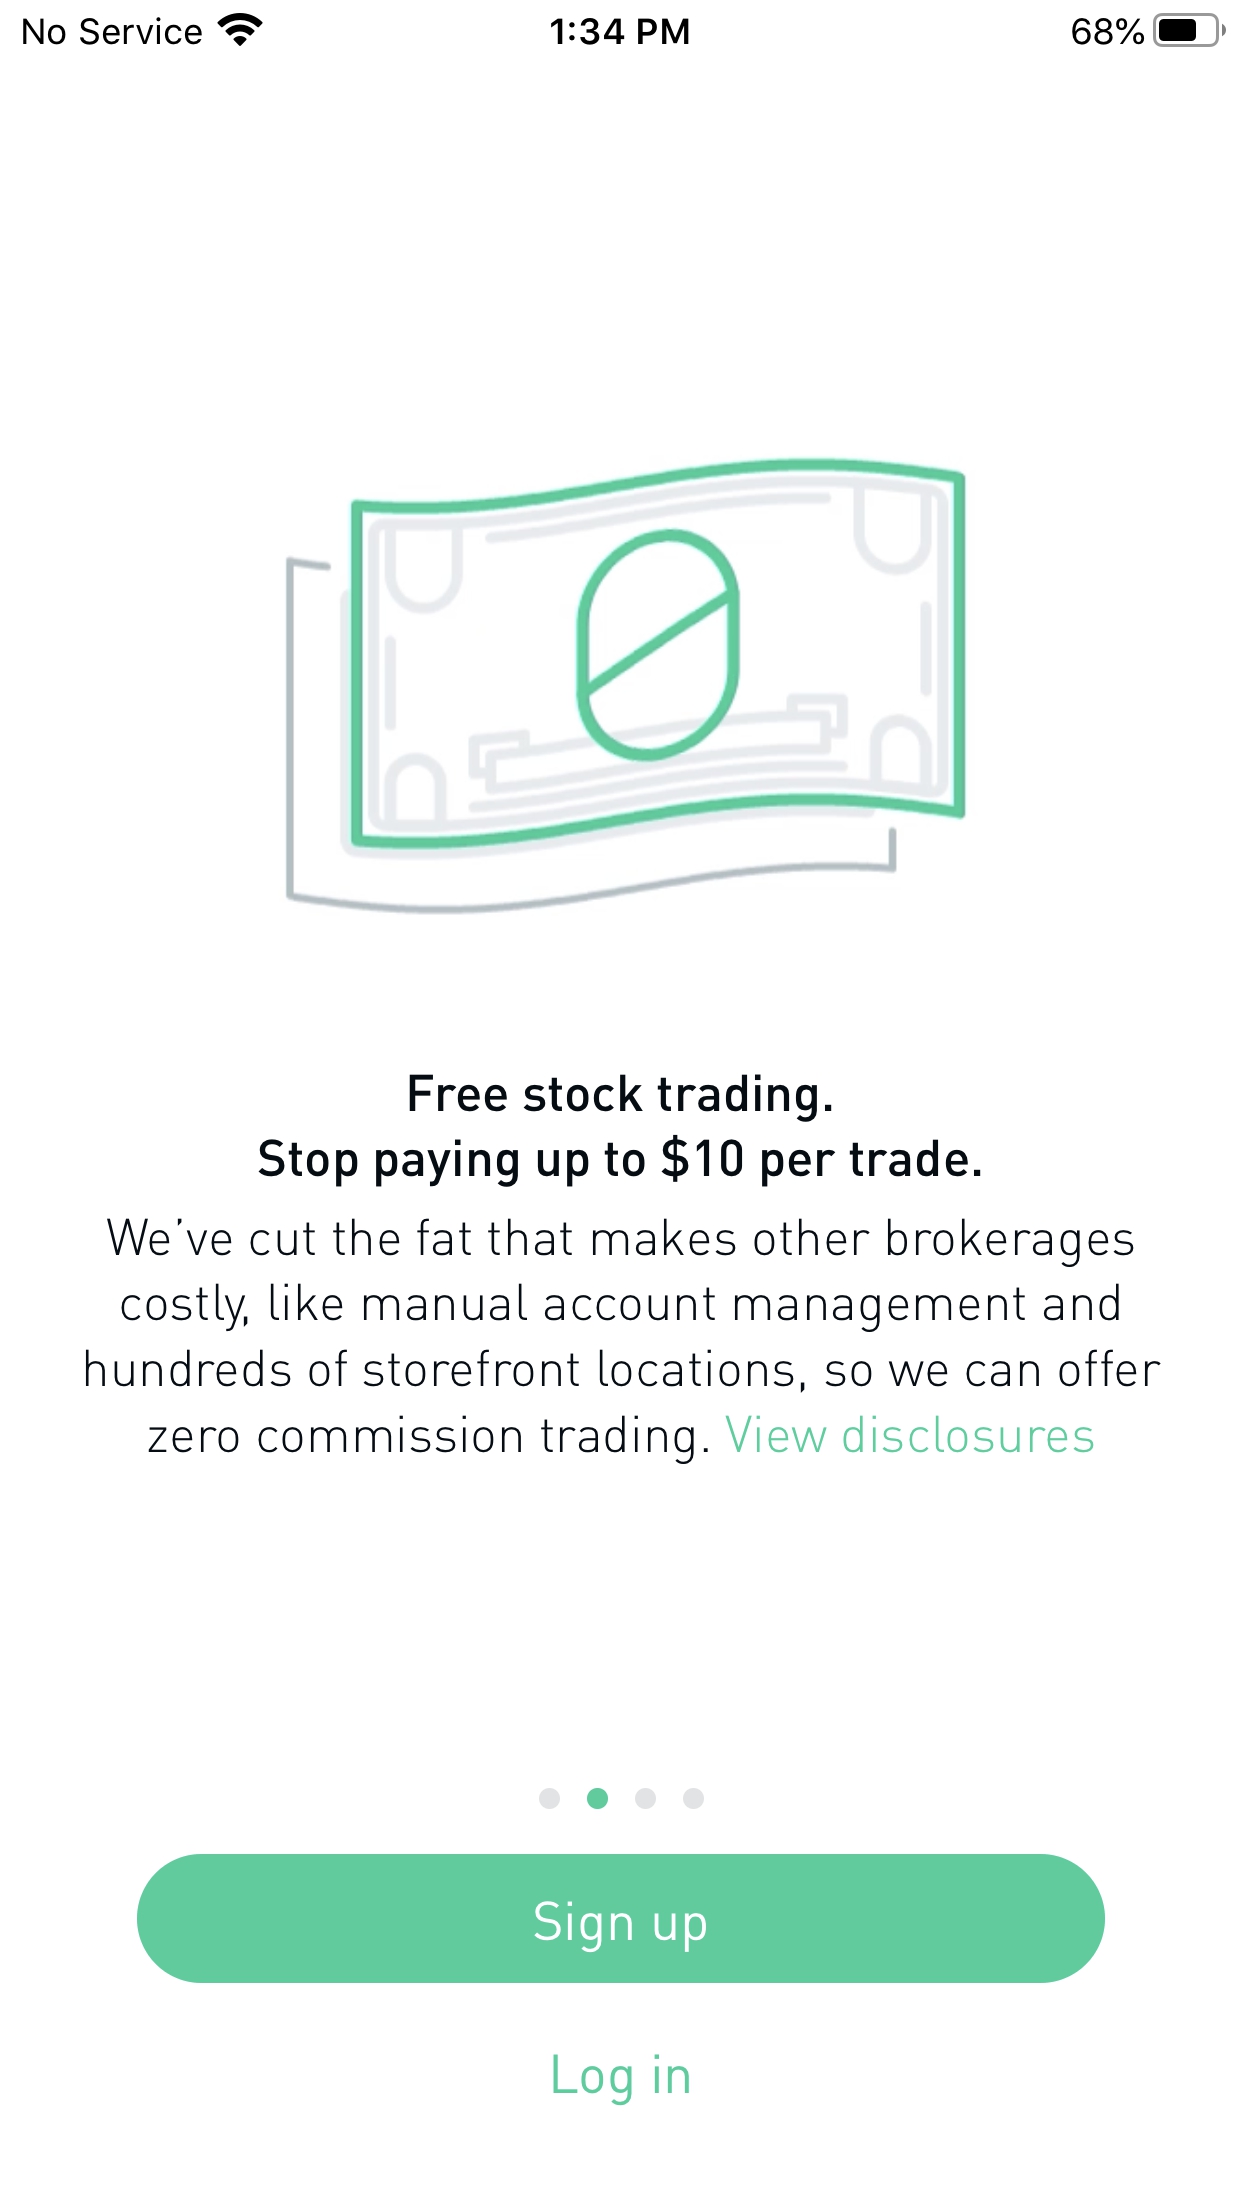 No Service 1:34 PM 68%
0
Free stock trading.
Stop paying up to $10 per trade.
We’ve cut the fat that makes other brokerages
costly, like manual account management and
hundreds of storefront locations, so we can offer
zero commission trading. View disclosures
Sign up
Log in